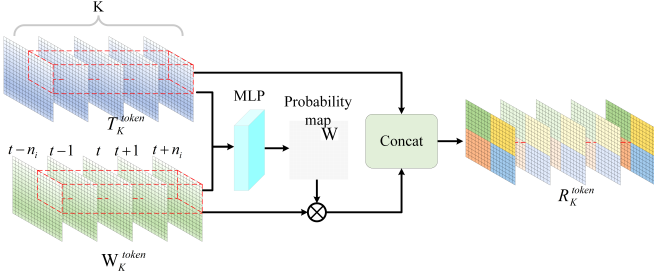 K
T_K^token
t−n_i t−1 t t+1 t+n_i
W_K^token
MLP
Probability
map
W
Concat
R_K^token